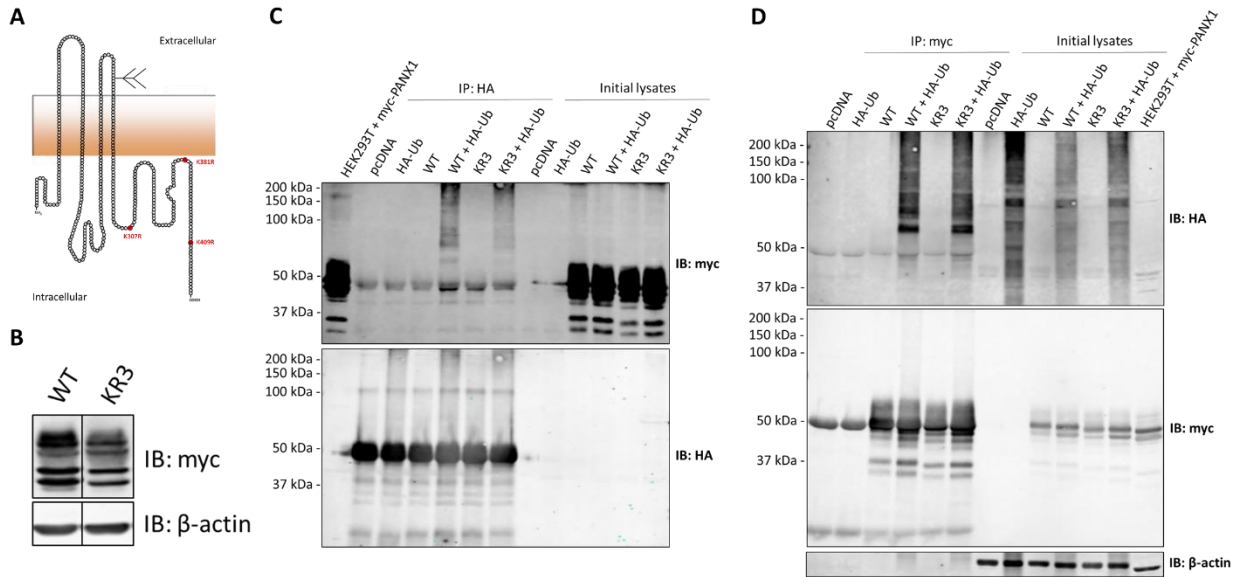 A
Extracellular
K381R
K307R
K409R
Intracellular
B
WT
KR3
IB: myc
IB: β-actin
C
IP: HA
Initial lysates
HEK293T + myc-PANX1
pcDNA
HA-Ub
WT
WT + HA-Ub
KR3
KR3 + HA-Ub
pcDNA
HA-Ub
WT
WT + HA-Ub
KR3
KR3 + HA-Ub
200 kDa -
150 kDa -
100 kDa -
50 kDa -
37 kDa -
IB: myc
200 kDa -
150 kDa -
100 kDa -
50 kDa -
37 kDa -
IB: HA
D
IP: myc
Initial lysates
pcDNA
HA-Ub
WT
WT + HA-Ub
KR3
KR3 + HA-Ub
pcDNA
HA-Ub
WT
WT + HA-Ub
KR3
KR3 + HA-Ub
HEK293T + myc-PANX1
200 kDa -
150 kDa -
100 kDa -
50 kDa -
37 kDa -
IB: HA
200 kDa -
150 kDa -
100 kDa -
50 kDa -
37 kDa -
IB: myc
IB: β-actin